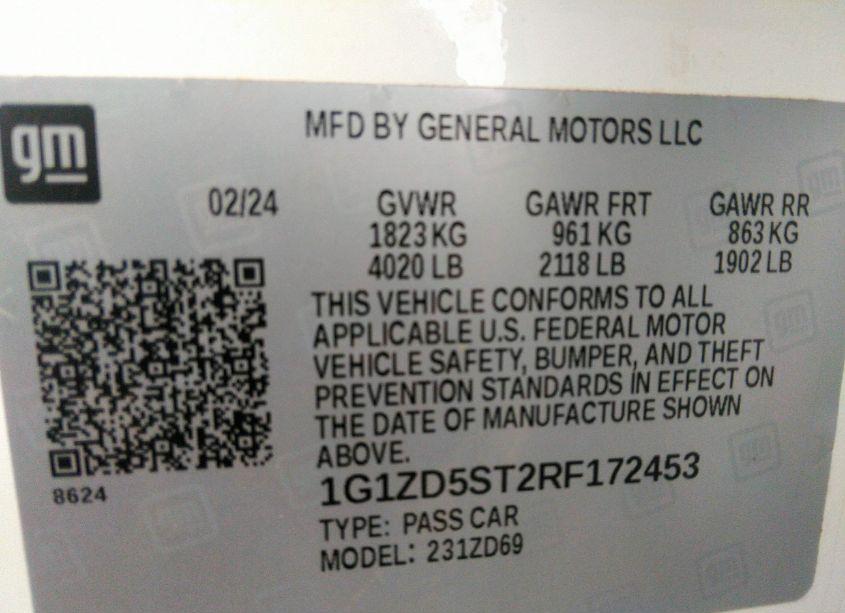 gm
MFD BY GENERAL MOTORS LLC
02/24 GVWR GAWR FRT GAWR RR
1823 KG 961 KG 863 KG
4020 LB 2118 LB 1902 LB
THIS VEHICLE CONFORMS TO ALL
APPLICABLE U.S. FEDERAL MOTOR
VEHICLE SAFETY, BUMPER, AND THEFT
PREVENTION STANDARDS IN EFFECT ON
THE DATE OF MANUFACTURE SHOWN
ABOVE.
8624
1G1ZD5ST2RF172453
TYPE: PASS CAR
MODEL: 231ZD69